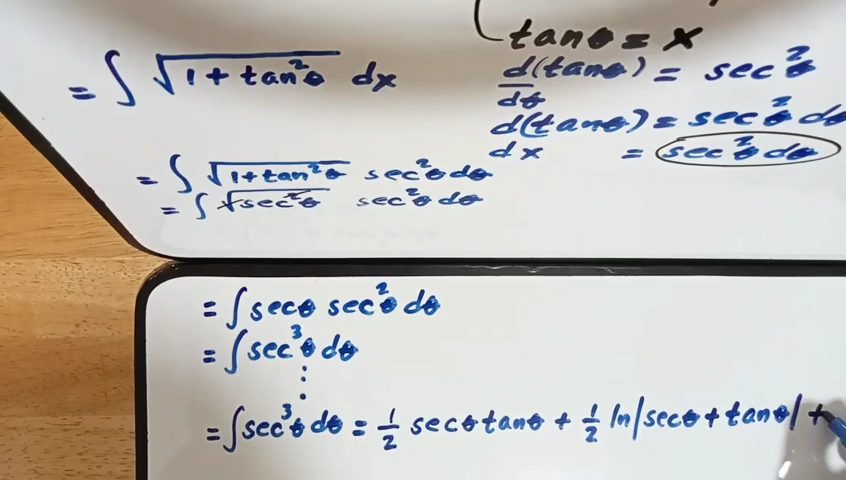 tanθ = x
= ∫ √(1+tan²θ) dx
d/dθ (tanθ) = sec²θ
d(tanθ) = sec²θ dθ
dx = sec²θ dθ
= ∫ √(1+tan²θ) sec²θ dθ
= ∫ √(sec²θ) sec²θ dθ
= ∫ secθ sec²θ dθ
= ∫ sec³θ dθ
⋮
= ∫ sec³θ dθ = 1/2 secθ tanθ + 1/2 ln|secθ + tanθ| +